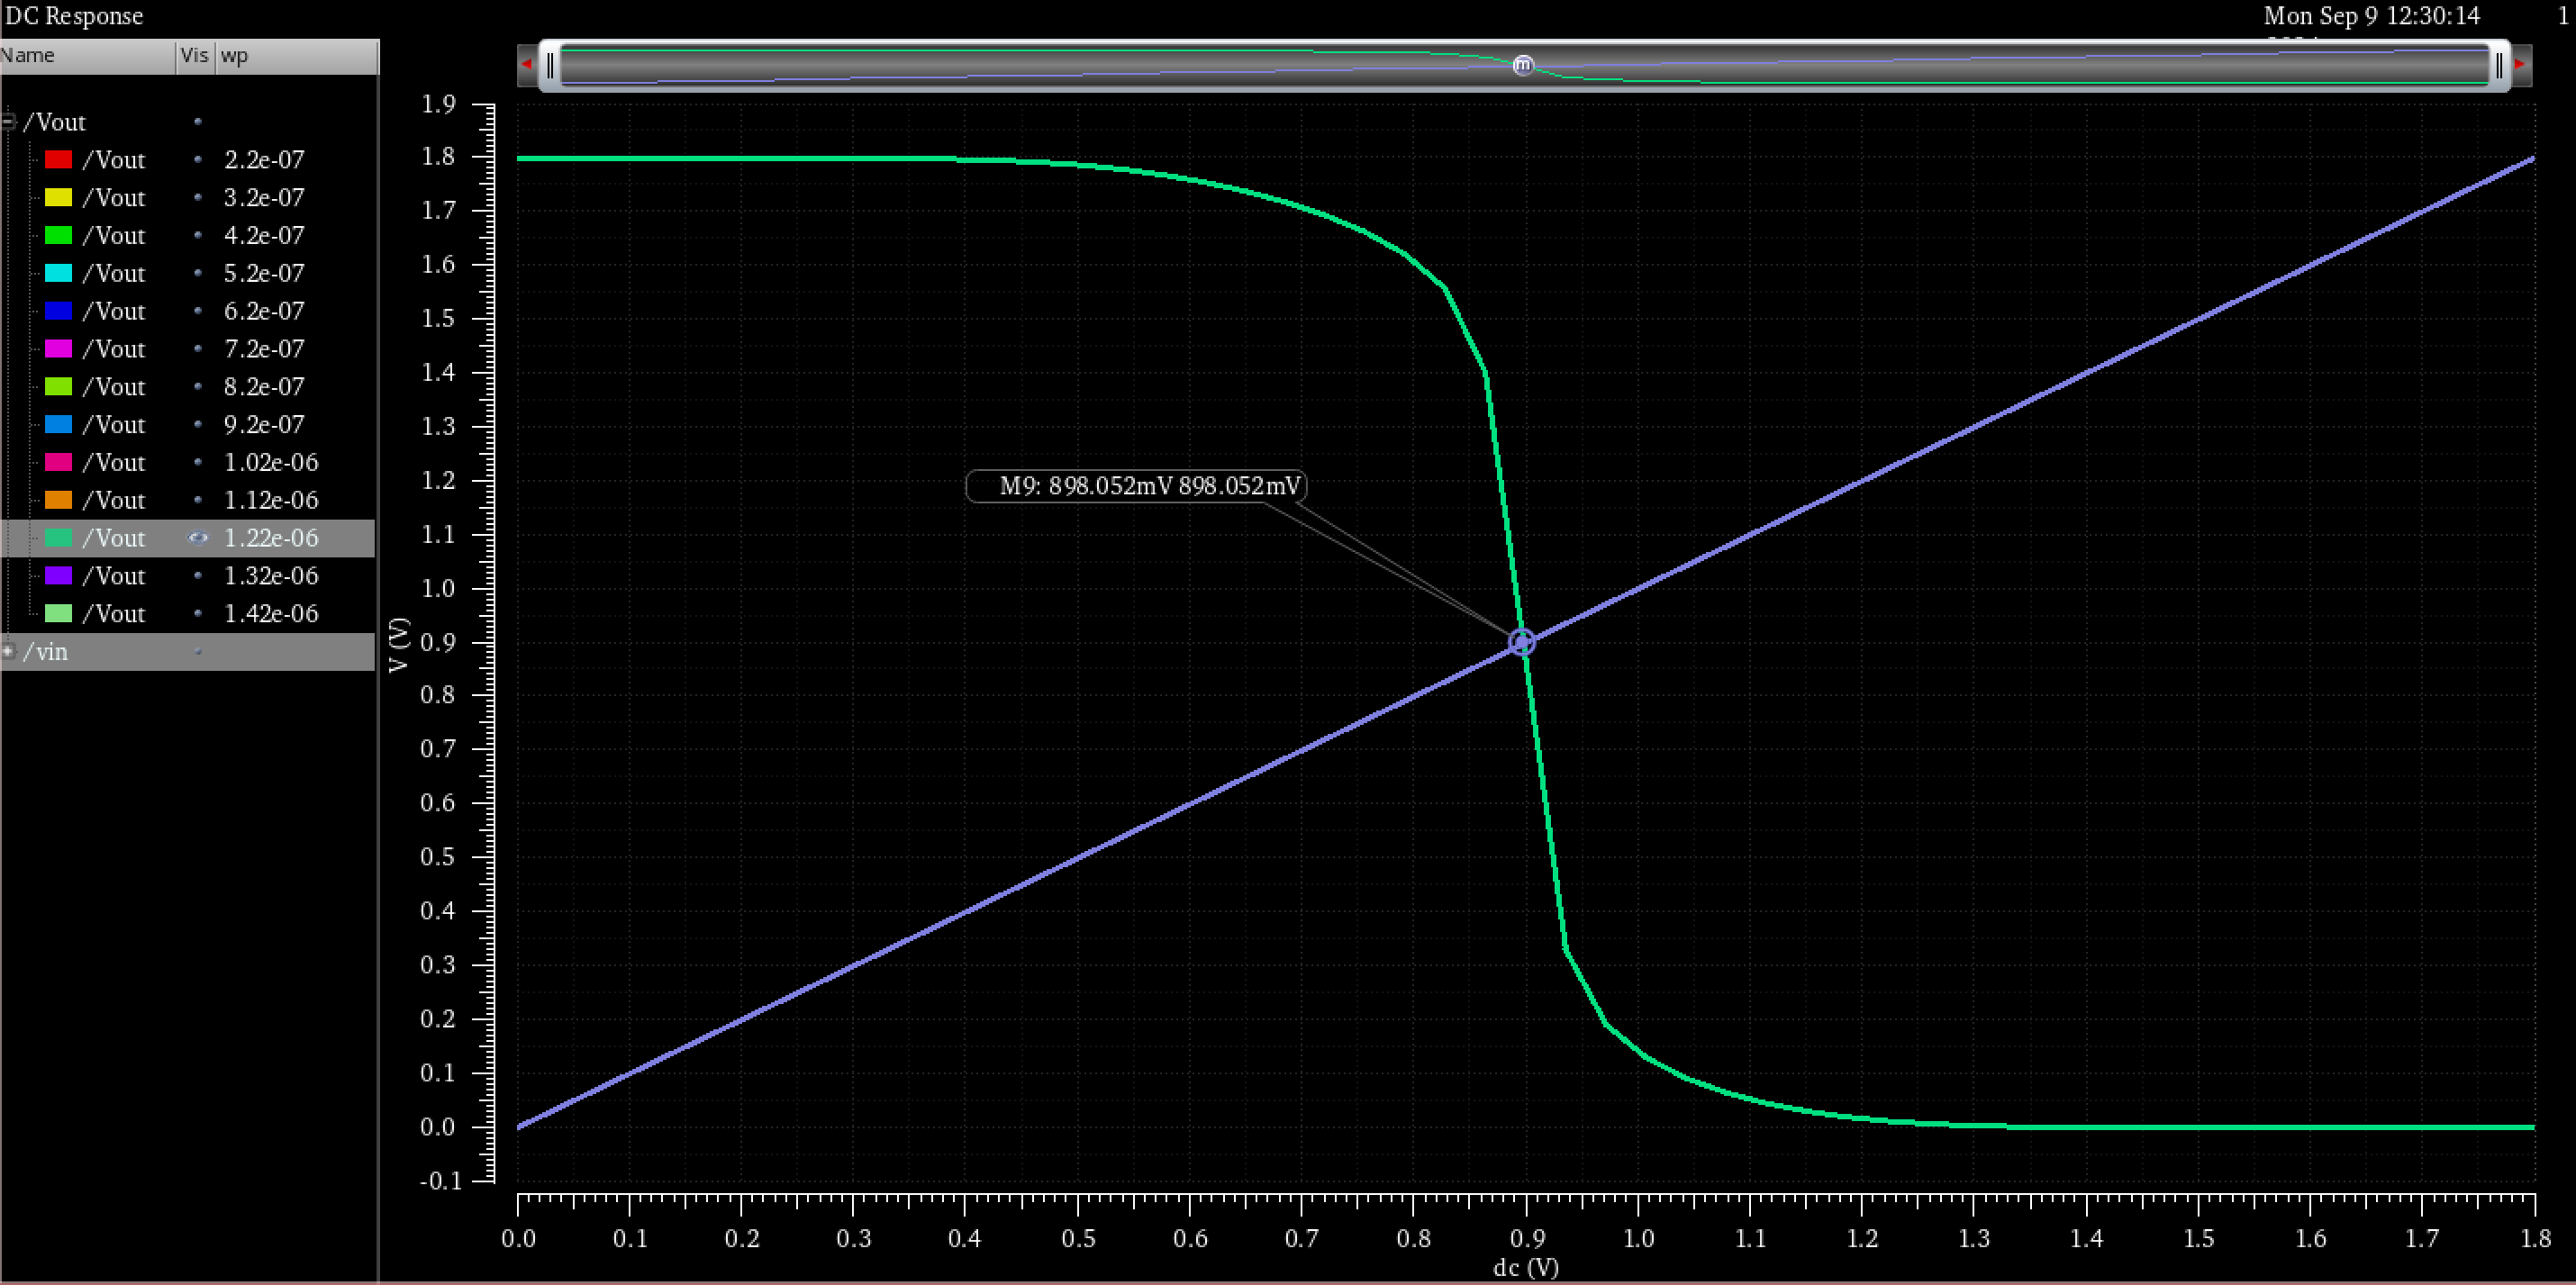 DC Response
Mon Sep 9 12:30:14
1
Name Vis wp
/Vout
/Vout 2.2e-07
/Vout 3.2e-07
/Vout 4.2e-07
/Vout 5.2e-07
/Vout 6.2e-07
/Vout 7.2e-07
/Vout 8.2e-07
/Vout 9.2e-07
/Vout 1.02e-06
/Vout 1.12e-06
/Vout 1.22e-06
/Vout 1.32e-06
/Vout 1.42e-06
/vin
m
V (V)
1.9
1.8
1.7
1.6
1.5
1.4
1.3
1.2
1.1
1.0
0.9
0.8
0.7
0.6
0.5
0.4
0.3
0.2
0.1
0.0
-0.1
M9: 898.052mV 898.052mV
0.0 0.1 0.2 0.3 0.4 0.5 0.6 0.7 0.8 0.9 1.0 1.1 1.2 1.3 1.4 1.5 1.6 1.7 1.8
dc (V)